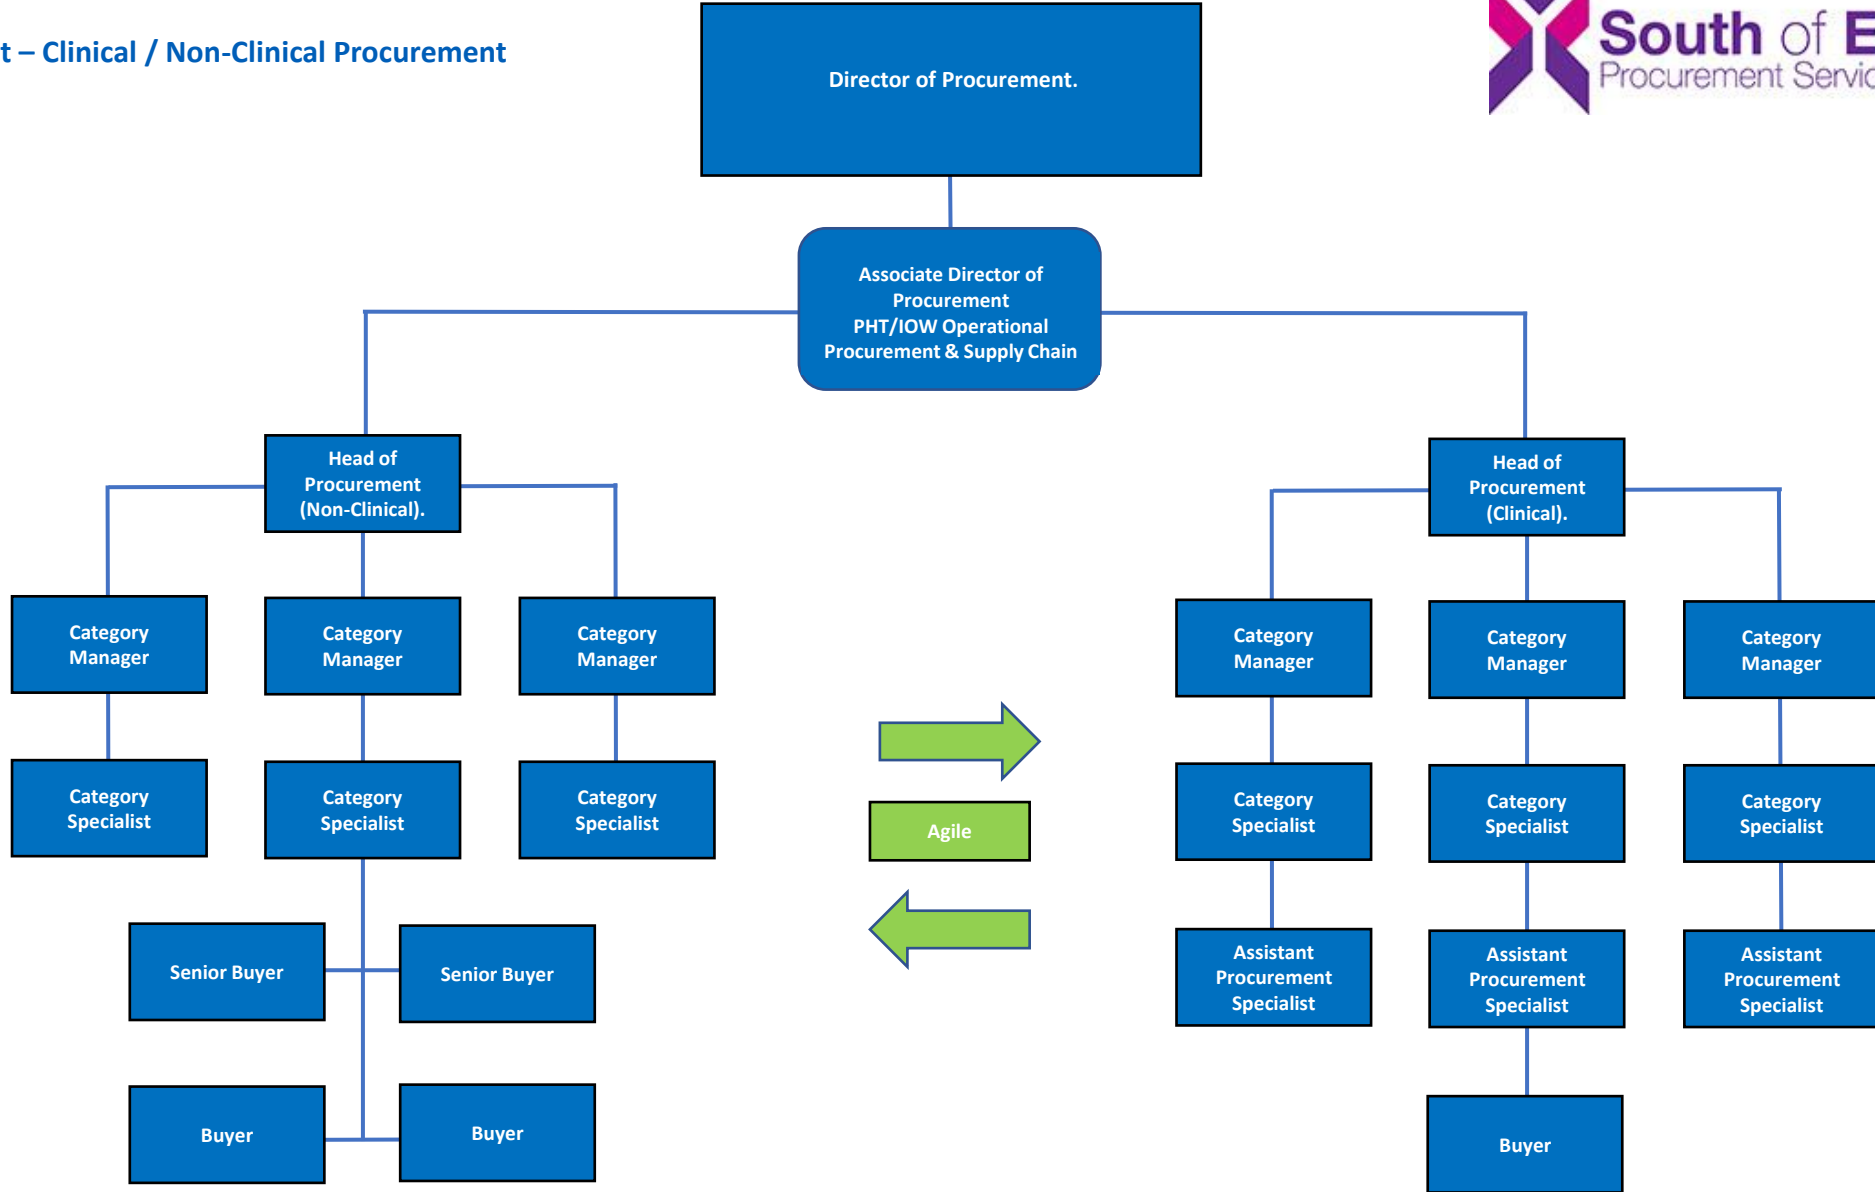 t – Clinical / Non-Clinical Procurement
South of E
Procurement Servic
Director of Procurement.
Associate Director of
Procurement
PHT/IOW Operational
Procurement & Supply Chain
Head of
Procurement
(Non-Clinical).
Head of
Procurement
(Clinical).
Category
Manager
Category
Manager
Category
Manager
Category
Manager
Category
Manager
Category
Manager
Category
Specialist
Category
Specialist
Category
Specialist
Agile
Category
Specialist
Category
Specialist
Category
Specialist
Senior Buyer
Senior Buyer
Assistant
Procurement
Specialist
Assistant
Procurement
Specialist
Assistant
Procurement
Specialist
Buyer
Buyer
Buyer